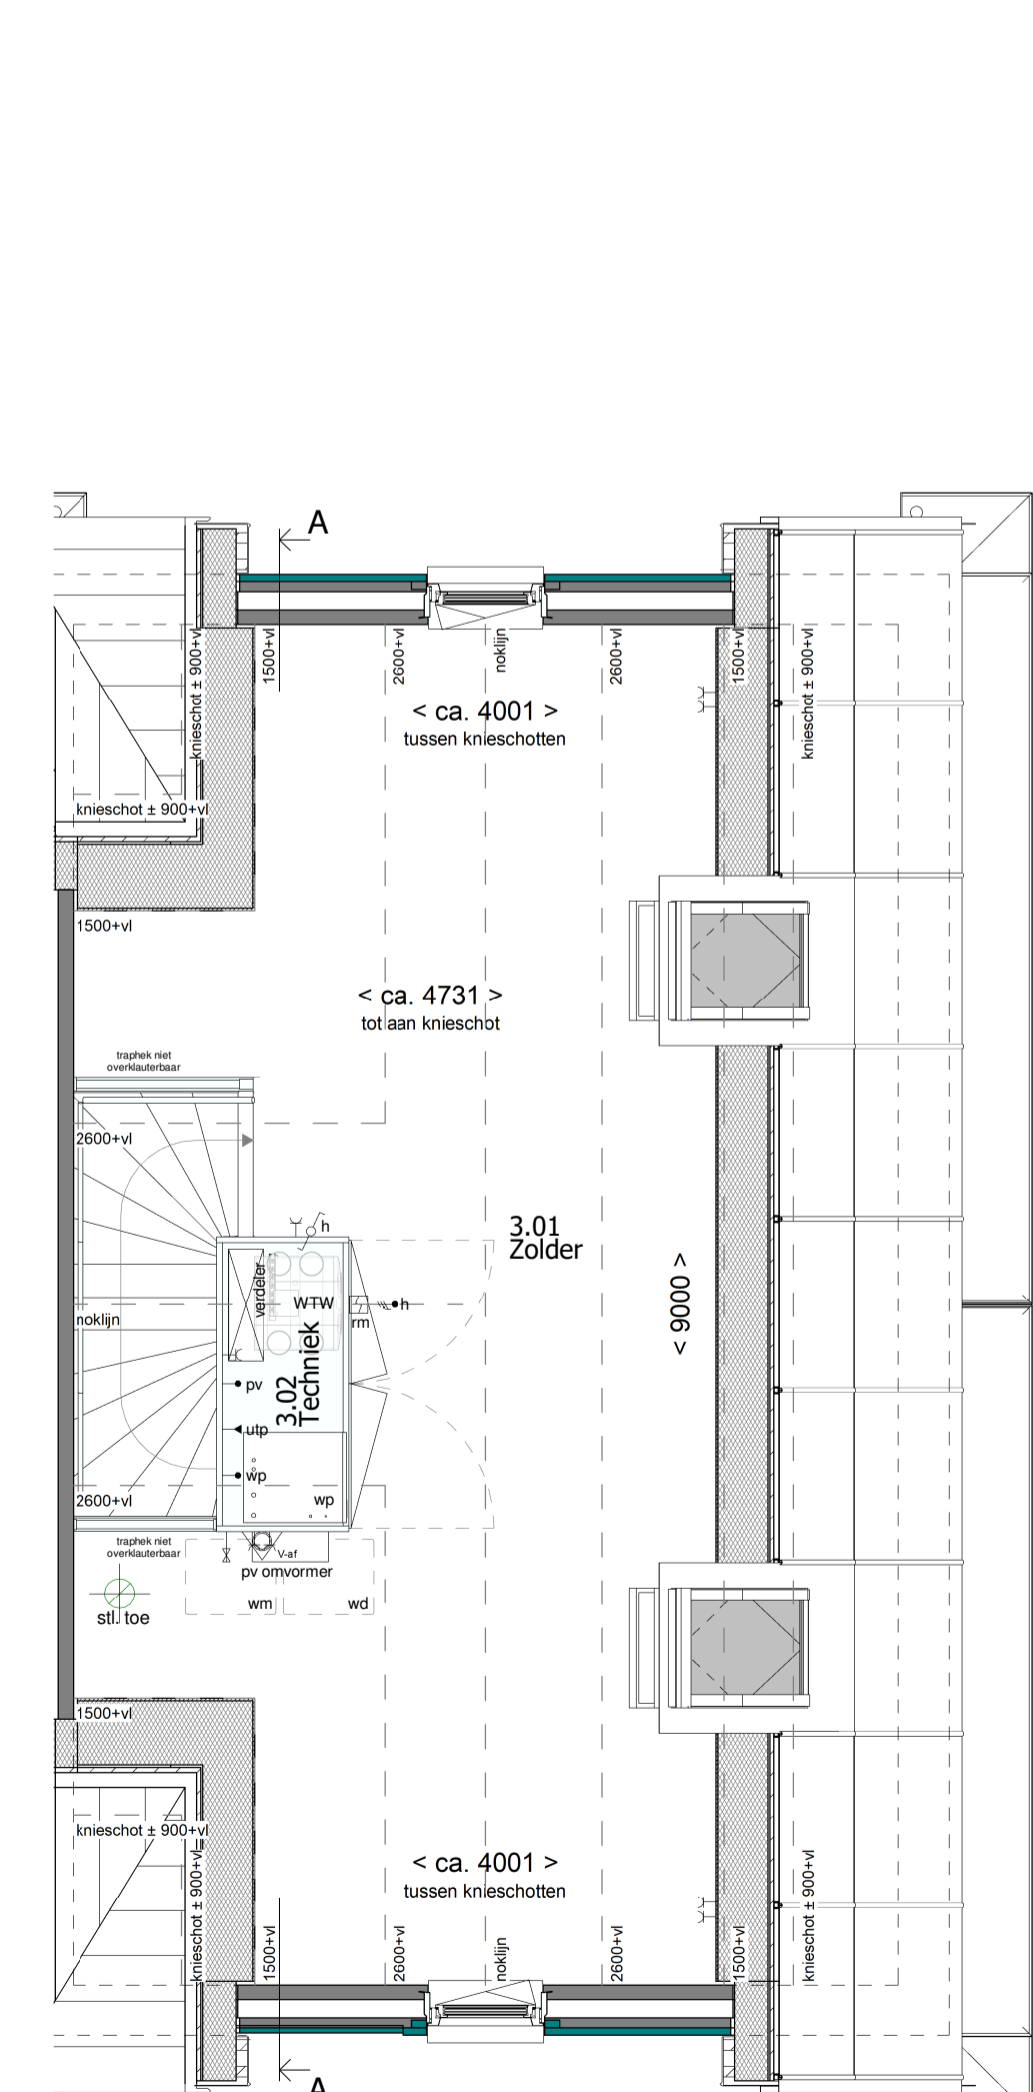 A
knieschot ± 900+vl
1500+vl
2600+vl
noklijn
2600+vl
1500+vl
knieschot ± 900+vl
< ca. 4001 >
tussen knieschotten
knieschot ± 900+vl
1500+vl
< ca. 4731 >
tot aan knieschot
traphek niet
overklauterbaar
2600+vl
h
3.01
Zolder
verdeler
WTW
h
rm
noklijn
< 9000 >
3.02
Techniek
pv
utp
wp
wp
2600+vl
traphek niet
overklauterbaar
V-af
pv omvormer
wm
wd
stl. toe
1500+vl
knieschot ± 900+vl
< ca. 4001 >
tussen knieschotten
knieschot ± 900+vl
1500+vl
2600+vl
noklijn
2600+vl
1500+vl
knieschot ± 900+vl
A